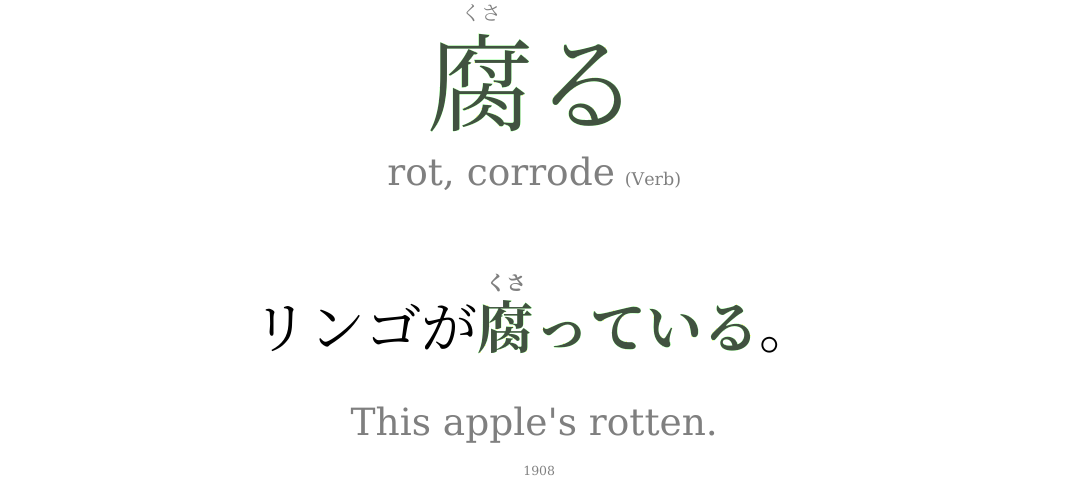 くさ
腐る
rot, corrode (Verb)
くさ
リンゴが腐っている。
This apple's rotten.
1908